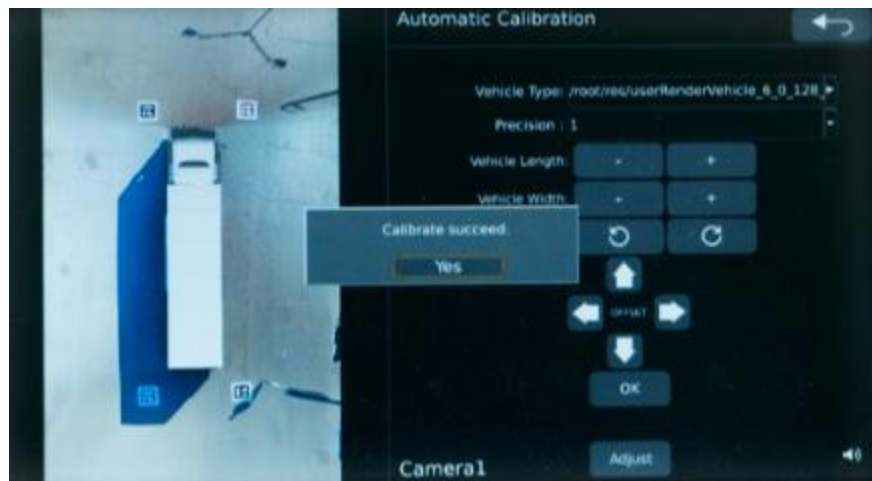 Automatic Calibration
Vehicle Type: /root/res/userRenderVehicle_6_0_128_
Precision : 1
Vehicle Length: - +
Vehicle Width: - +
Calibrate succeed.
Yes
OFFSET
OK
Camera1
Adjust